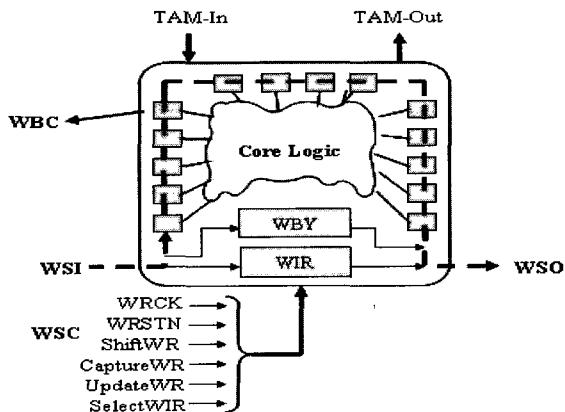 TAM-In
TAM-Out
WBC
Core Logic
WBY
WSI
WIR
WSO
WSC
WRCK
WRSTN
ShiftWR
CaptureWR
UpdateWR
SelectWIR